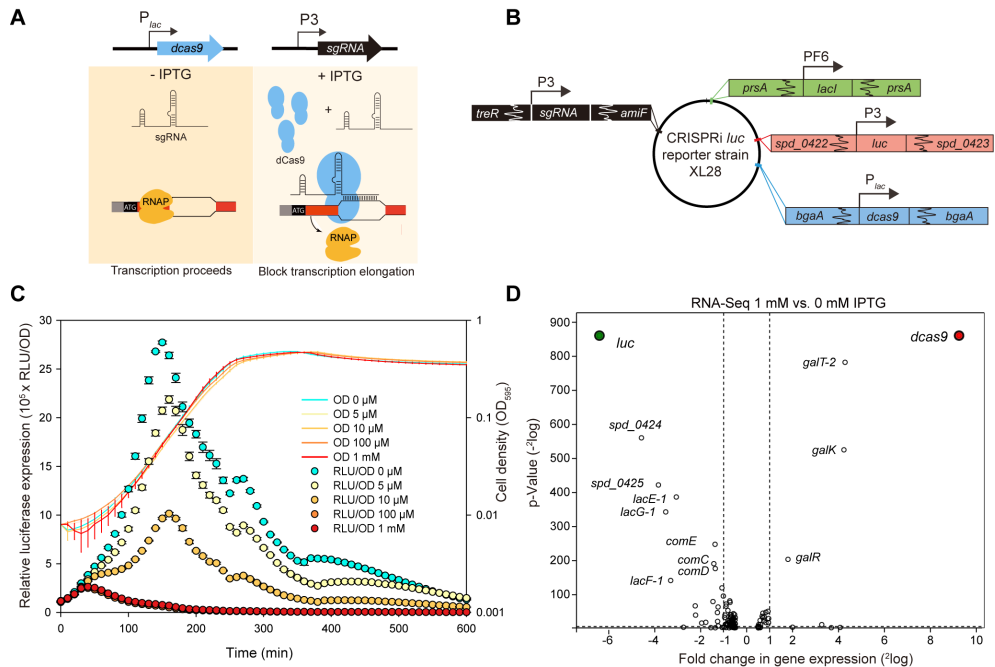 A
P_lac
dcas9
P3
sgRNA
- IPTG
+ IPTG
sgRNA
+
dCas9
ATG
RNAP
ATG
RNAP
Transcription proceeds
Block transcription elongation
B
P3
treR
sgRNA
amiF
CRISPRi luc
reporter strain
XL28
PF6
prsA
lacI
prsA
P3
spd_0422
luc
spd_0423
P_lac
bgaA
dcas9
bgaA
C
Relative luciferase expression (10⁵ x RLU/OD)
30
25
20
15
10
5
0
0
100
200
300
400
500
600
Time (min)
1
0.1
0.01
0.001
Cell density (OD₅₉₅)
OD 0 µM
OD 5 µM
OD 10 µM
OD 100 µM
OD 1 mM
RLU/OD 0 µM
RLU/OD 5 µM
RLU/OD 10 µM
RLU/OD 100 µM
RLU/OD 1 mM
D
RNA-Seq 1 mM vs. 0 mM IPTG
p-Value (-²log)
900
800
700
600
500
400
300
200
100
-10
luc
dcas9
galT-2
spd_0424
galK
spd_0425
lacE-1
lacG-1
comE
comC
comD
galR
lacF-1
-6
-4
-2
-1
0
1
2
4
6
8
10
Fold change in gene expression (²log)